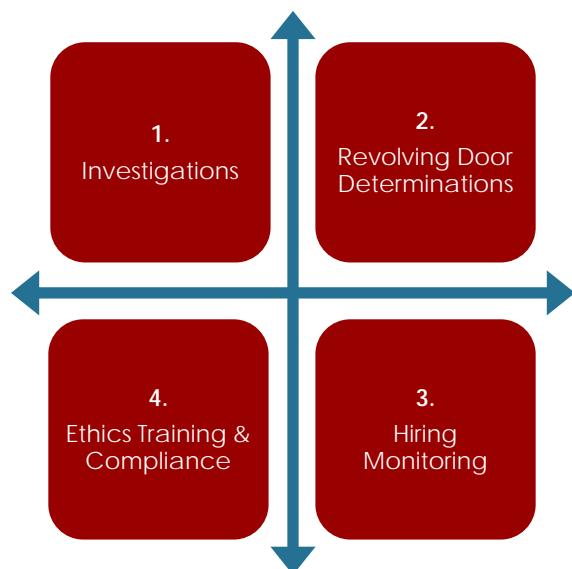 1.
Investigations
2.
Revolving Door
Determinations
4.
Ethics Training &
Compliance
3.
Hiring
Monitoring